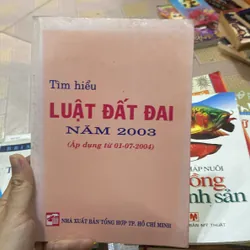 Tìm hiểu
LUẬT ĐẤT ĐAI
NĂM 2003
(Áp dụng từ 01-07-2004)
NHÀ XUẤT BẢN TỔNG HỢP TP. HỒ CHÍ MINH